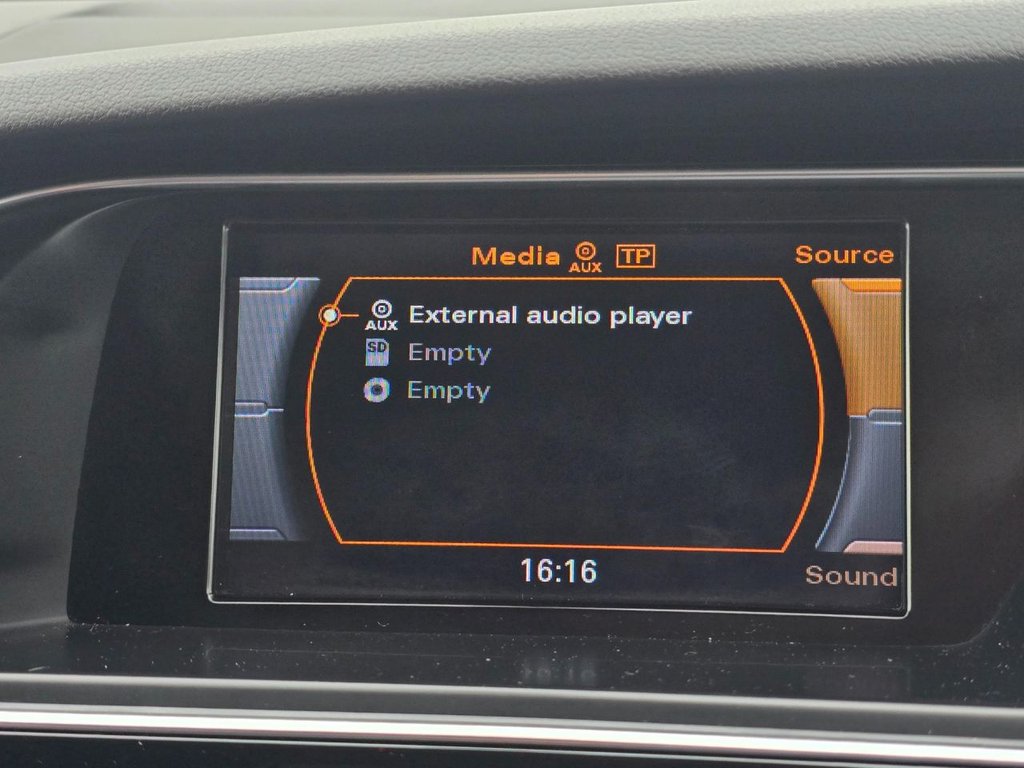 Media AUX TP Source
AUX External audio player
SD Empty
Empty
16:16
Sound